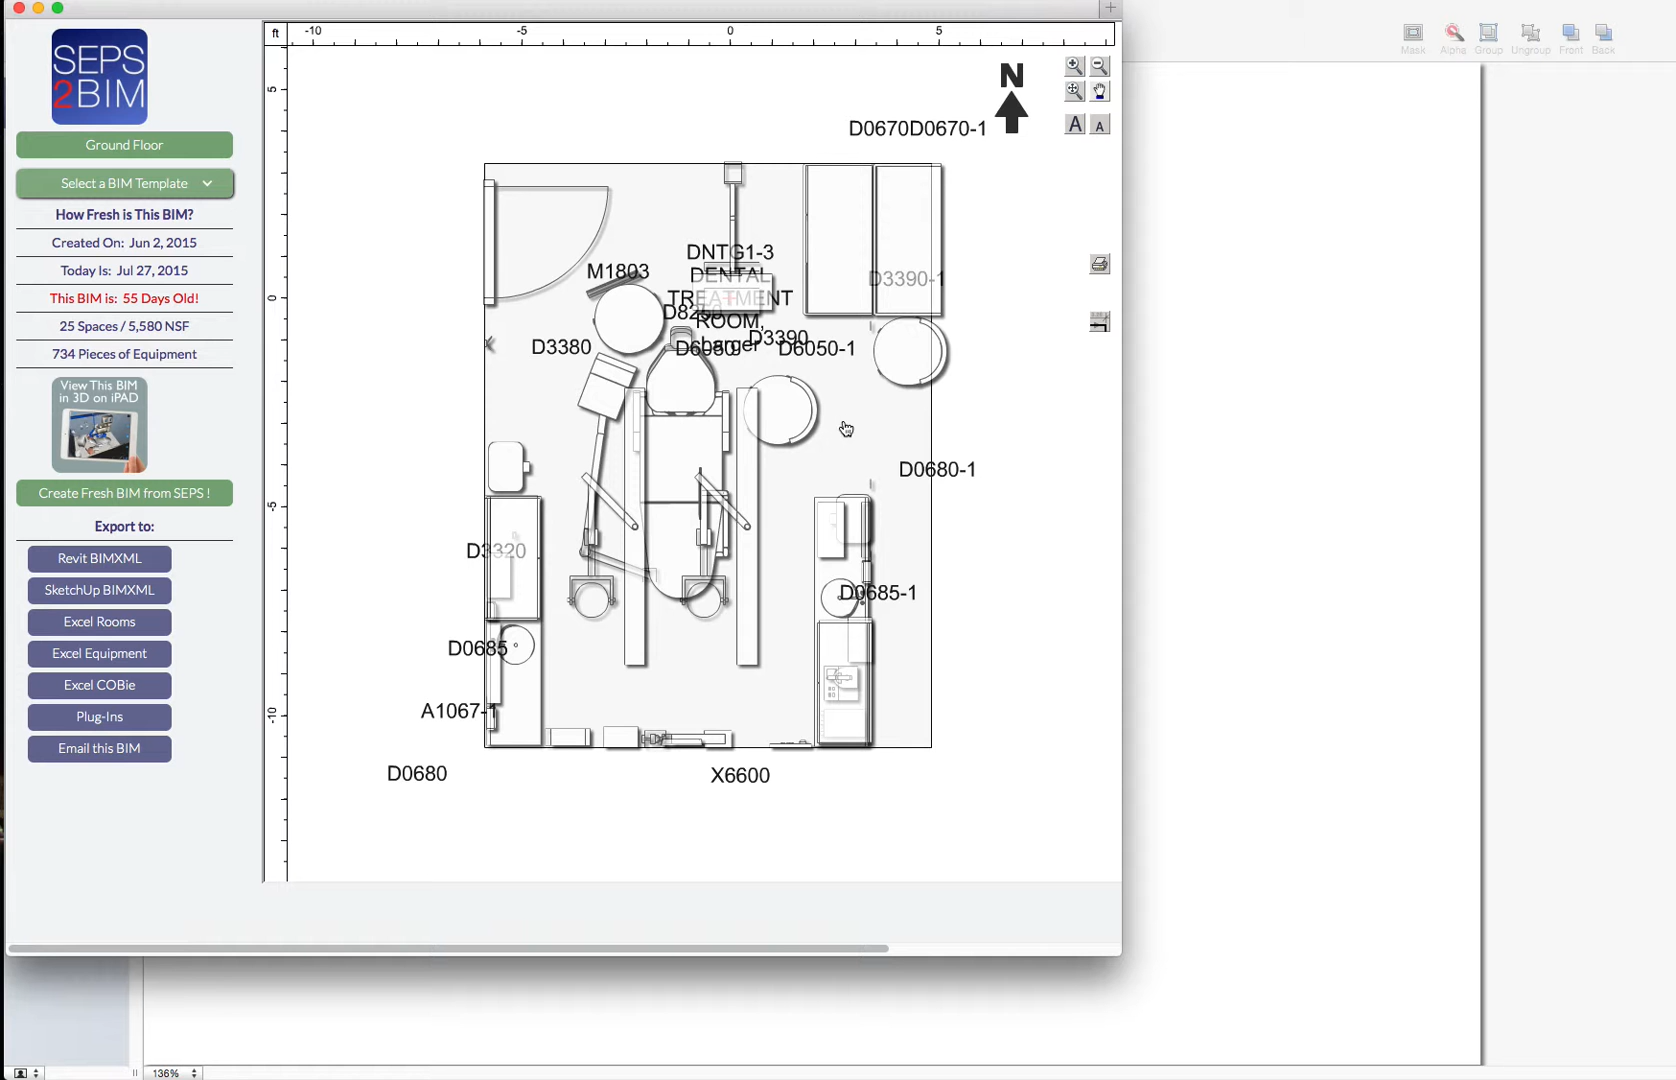 ft
-10
-5
0
5
Mask
Alpha
Group
Ungroup
Front
Back
SEPS
2BIM
Ground Floor
Select a BIM Template
How Fresh is This BIM?
Created On: Jun 2, 2015
Today Is: Jul 27, 2015
This BIM is: 55 Days Old!
25 Spaces / 5,580 NSF
734 Pieces of Equipment
View This BIM
in 3D on iPAD
Create Fresh BIM from SEPS !
Export to:
Revit BIMXML
SketchUp BIMXML
Excel Rooms
Excel Equipment
Excel COBie
Plug-Ins
Email this BIM
5
0
-5
-10
N
A
A
D0670D0670-1
DNTG1-3
DENTAL
TREATMENT
ROOM,
Larger
M1803
D3390-1
D3390
D3380
D6050-1
D0680-1
D3320
D0685-1
D0685
A1067-1
D0680
X6600
136%